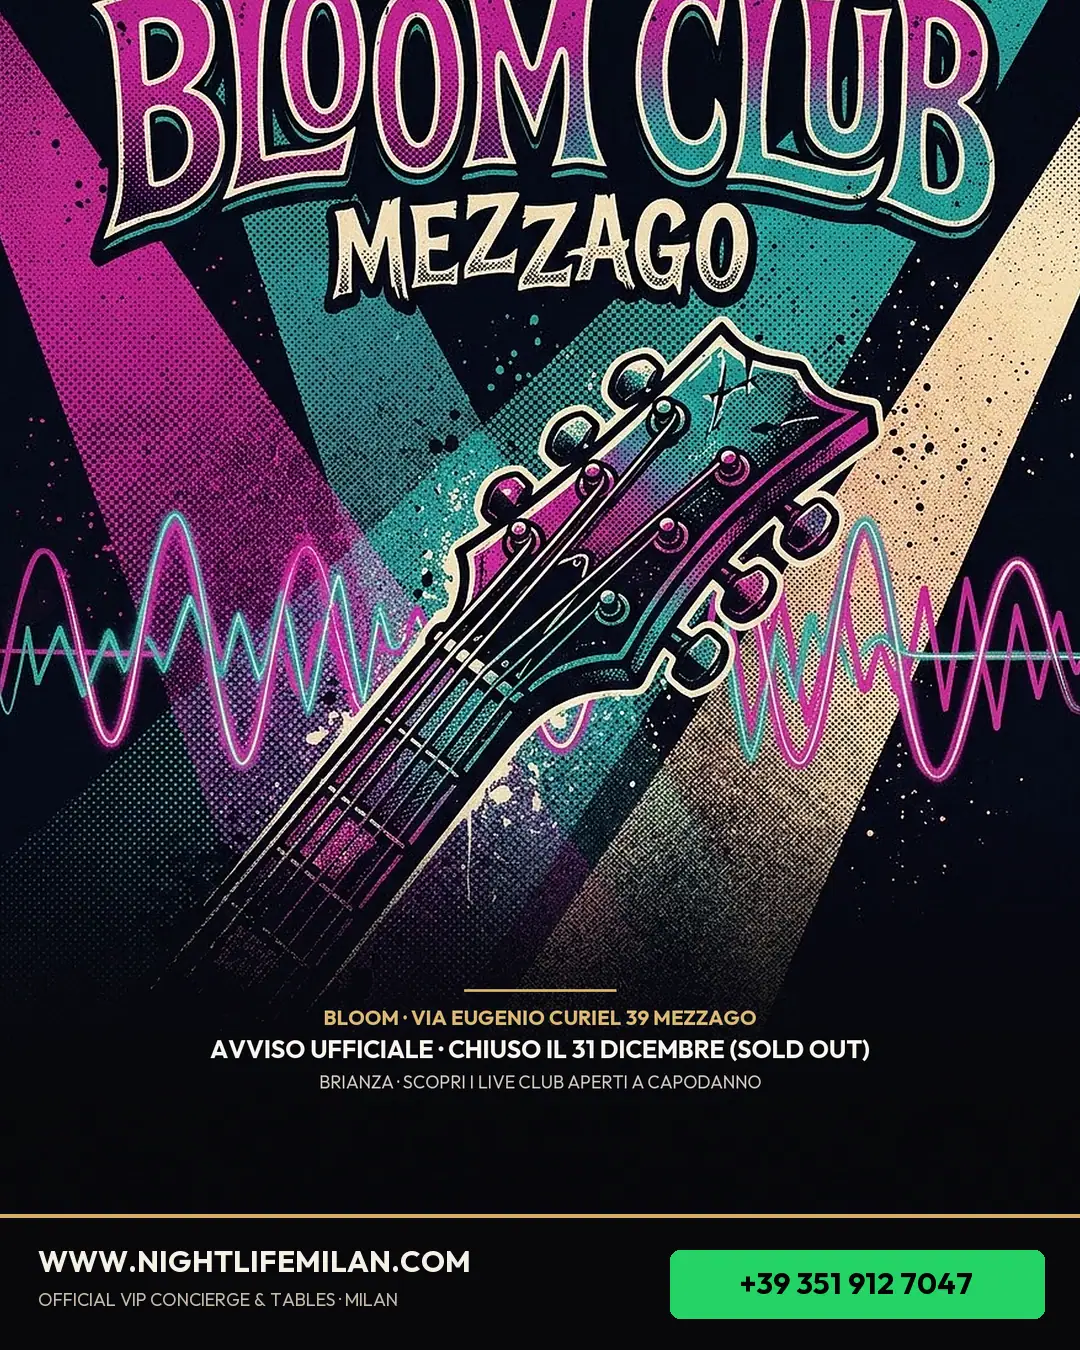 BLOOM CLUB
MEZZAGO
BLOOM · VIA EUGENIO CURIEL 39 MEZZAGO
AVVISO UFFICIALE · CHIUSO IL 31 DICEMBRE (SOLD OUT)
BRIANZA · SCOPRI I LIVE CLUB APERTI A CAPODANNO
WWW.NIGHTLIFEMILAN.COM
OFFICIAL VIP CONCIERGE & TABLES · MILAN
+39 351 912 7047